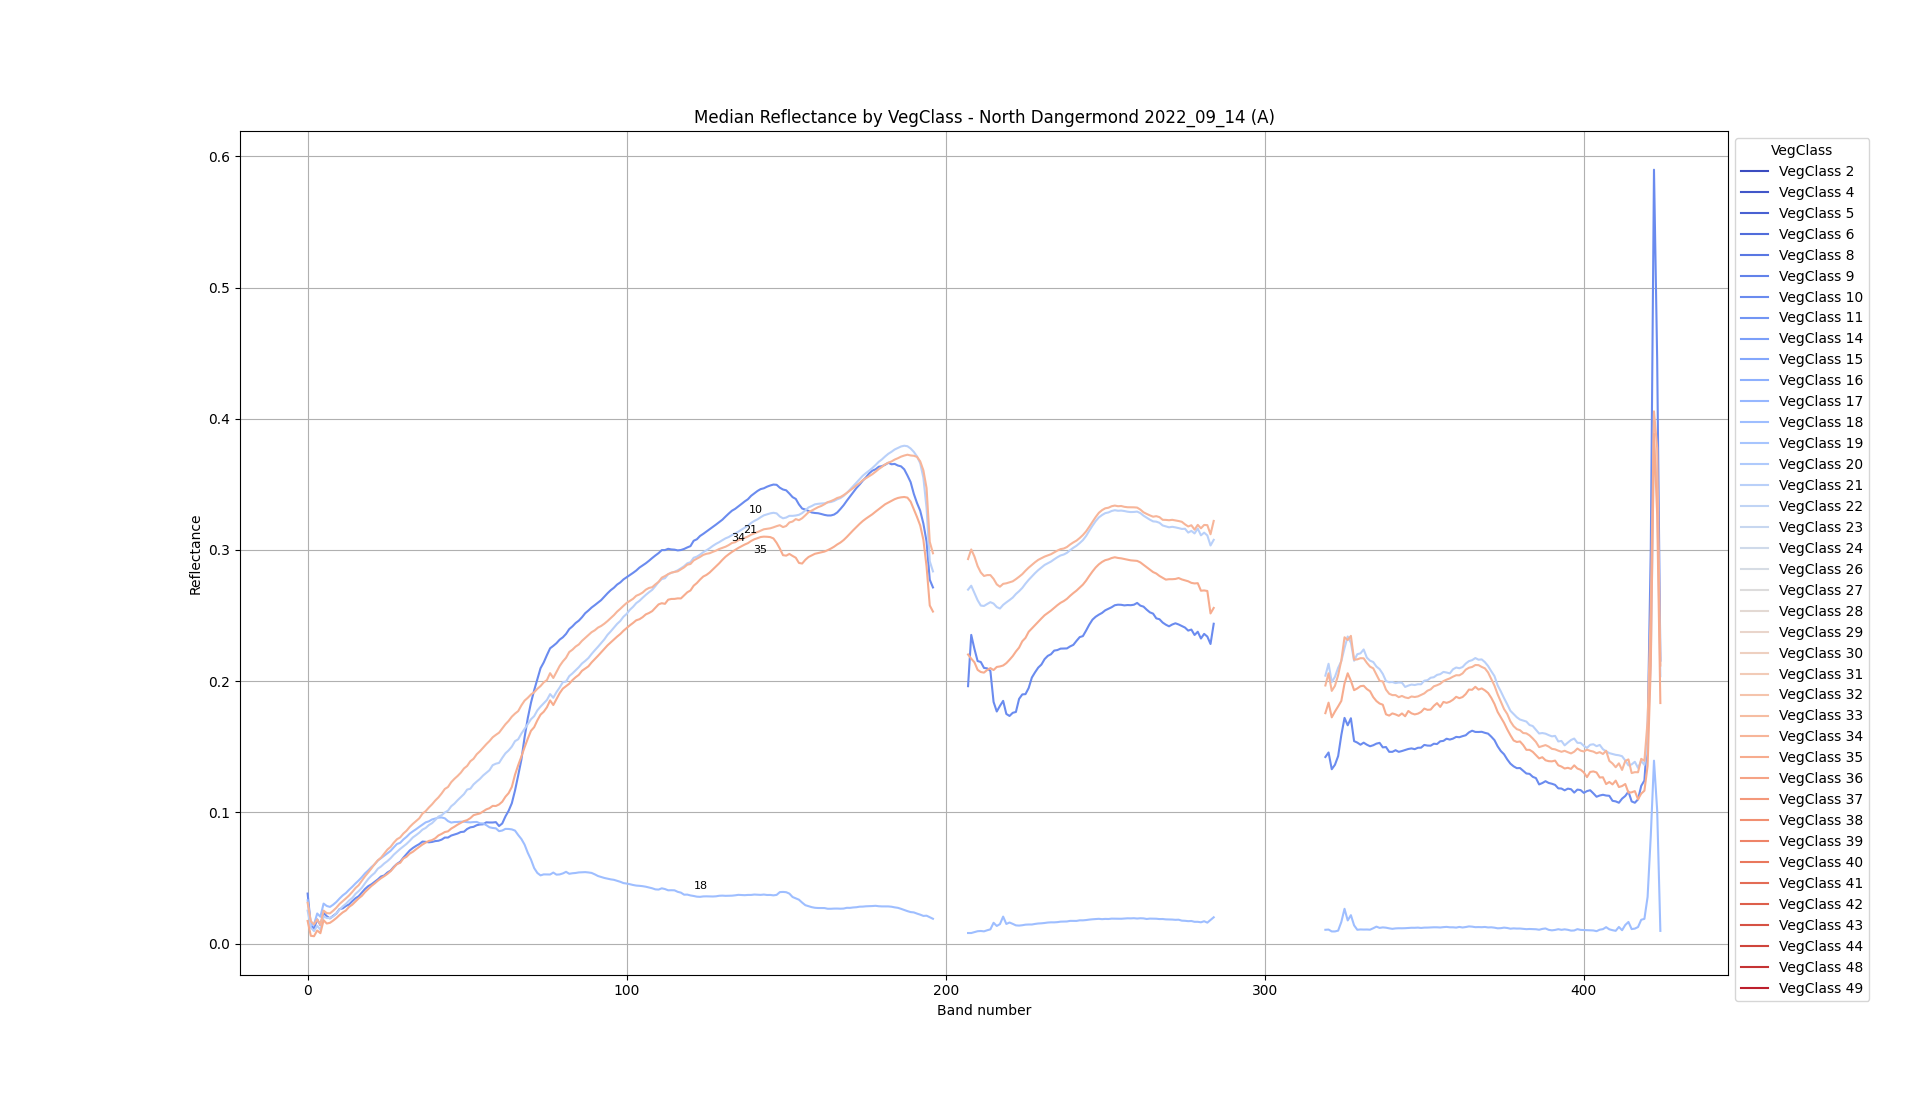 Median Reflectance by VegClass - North Dangermond 2022_09_14 (A)
VegClass
VegClass 2
VegClass 4
VegClass 5
VegClass 6
VegClass 8
VegClass 9
VegClass 10
VegClass 11
VegClass 14
VegClass 15
VegClass 16
VegClass 17
VegClass 18
VegClass 19
VegClass 20
VegClass 21
VegClass 22
VegClass 23
VegClass 24
VegClass 26
VegClass 27
VegClass 28
VegClass 29
VegClass 30
VegClass 31
VegClass 32
VegClass 33
VegClass 34
VegClass 35
VegClass 36
VegClass 37
VegClass 38
VegClass 39
VegClass 40
VegClass 41
VegClass 42
VegClass 43
VegClass 44
VegClass 48
VegClass 49
Reflectance
0.6
0.5
0.4
0.3
0.2
0.1
0.0
10
21
34
35
18
0
100
200
300
400
Band number